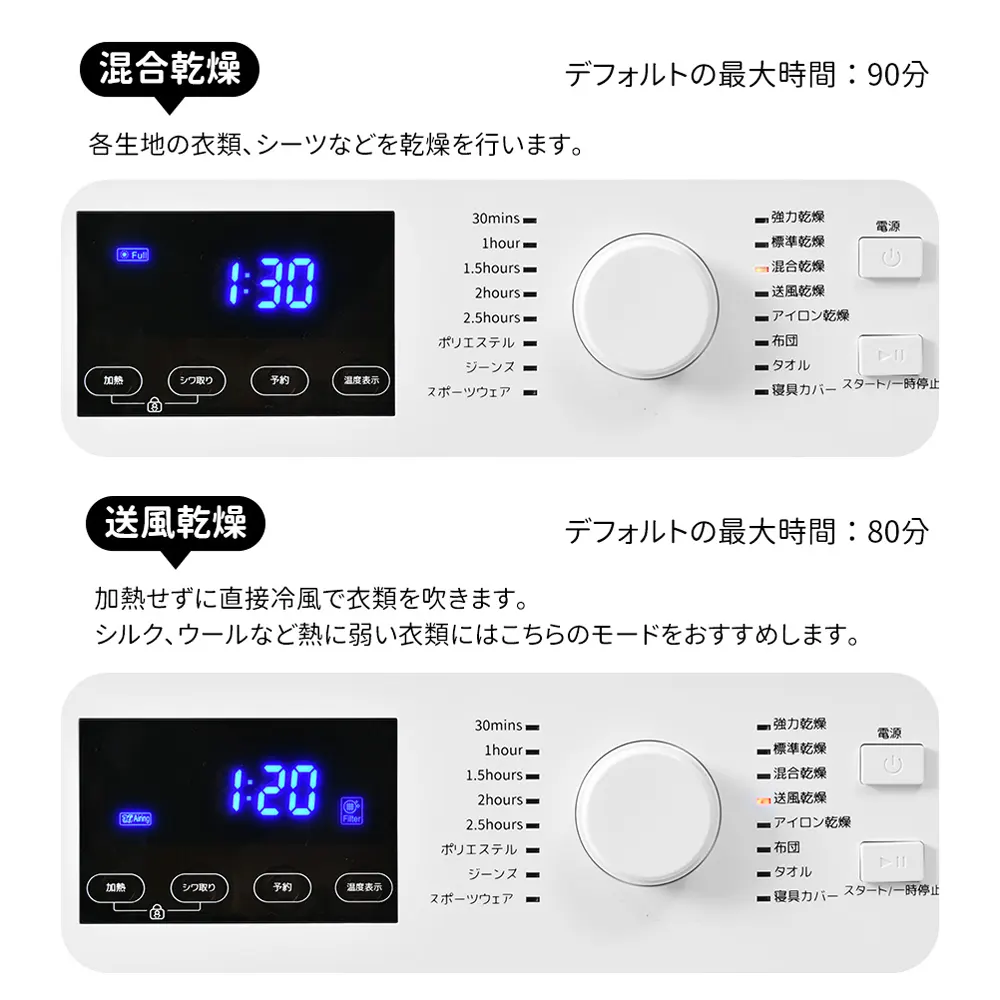 混合乾燥
デフォルトの最大時間：90分
各生地の衣類、シーツなどを乾燥を行います。
Full
1:30
加熱
シワ取り
予約
温度表示
30mins
1hour
1.5hours
2hours
2.5hours
ポリエステル
ジーンズ
スポーツウェア
強力乾燥
標準乾燥
混合乾燥
送風乾燥
アイロン乾燥
布団
タオル
寝具カバー
電源
スタート/一時停止
送風乾燥
デフォルトの最大時間：80分
加熱せずに直接冷風で衣類を吹きます。
シルク、ウールなど熱に弱い衣類にはこちらのモードをおすすめします。
Airing
1:20
Filter
加熱
シワ取り
予約
温度表示
30mins
1hour
1.5hours
2hours
2.5hours
ポリエステル
ジーンズ
スポーツウェア
強力乾燥
標準乾燥
混合乾燥
送風乾燥
アイロン乾燥
布団
タオル
寝具カバー
電源
スタート/一時停止